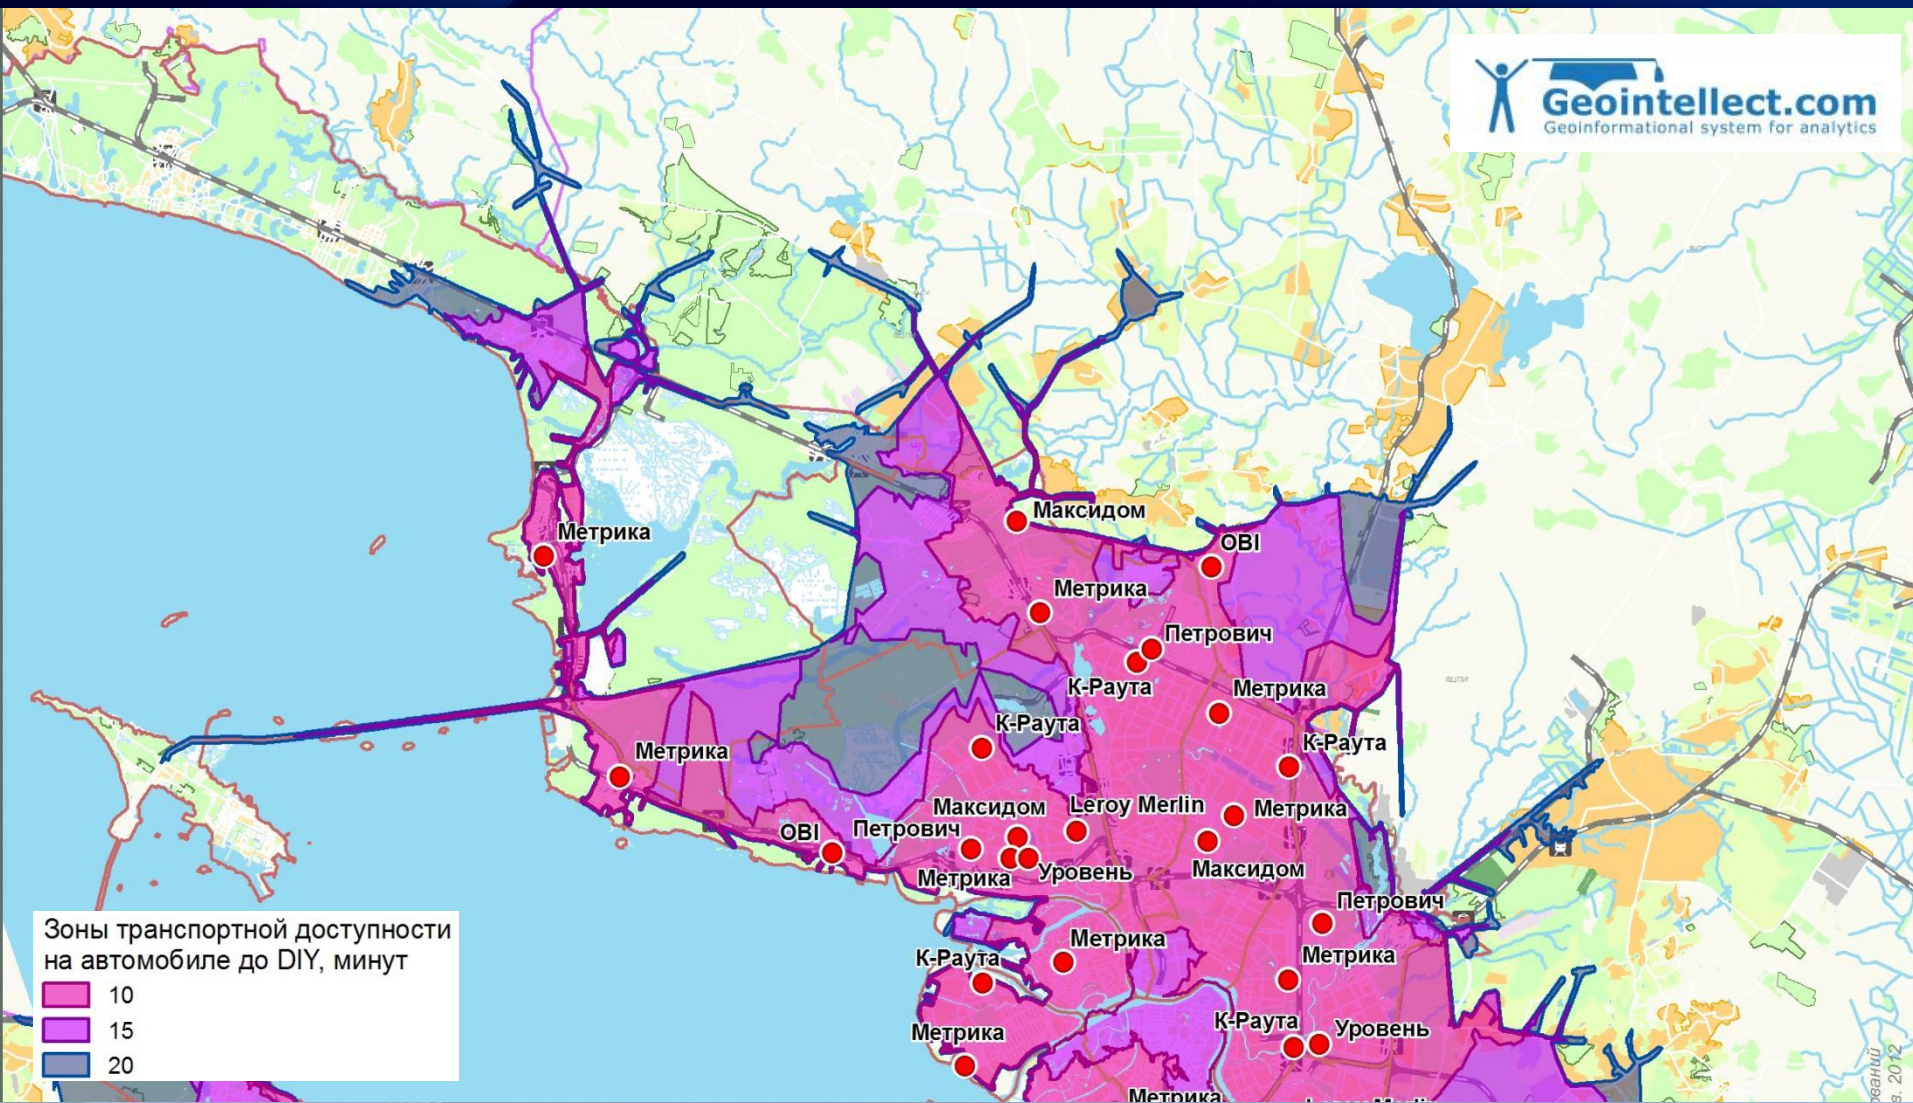 Geointellect.com
Geoinformational system for analytics
Максидом
Метрика
OBI
Метрика
Петрович
К-Раута
Метрика
К-Раута
К-Раута
Метрика
Максидом
Leroy Merlin
Метрика
OBI
Петрович
Метрика
Уровень
Максидом
Петрович
Метрика
К-Раута
Метрика
К-Раута
Уровень
Метрика
Метрика
Зоны транспортной доступности
на автомобиле до DIY, минут
10
15
20
2012